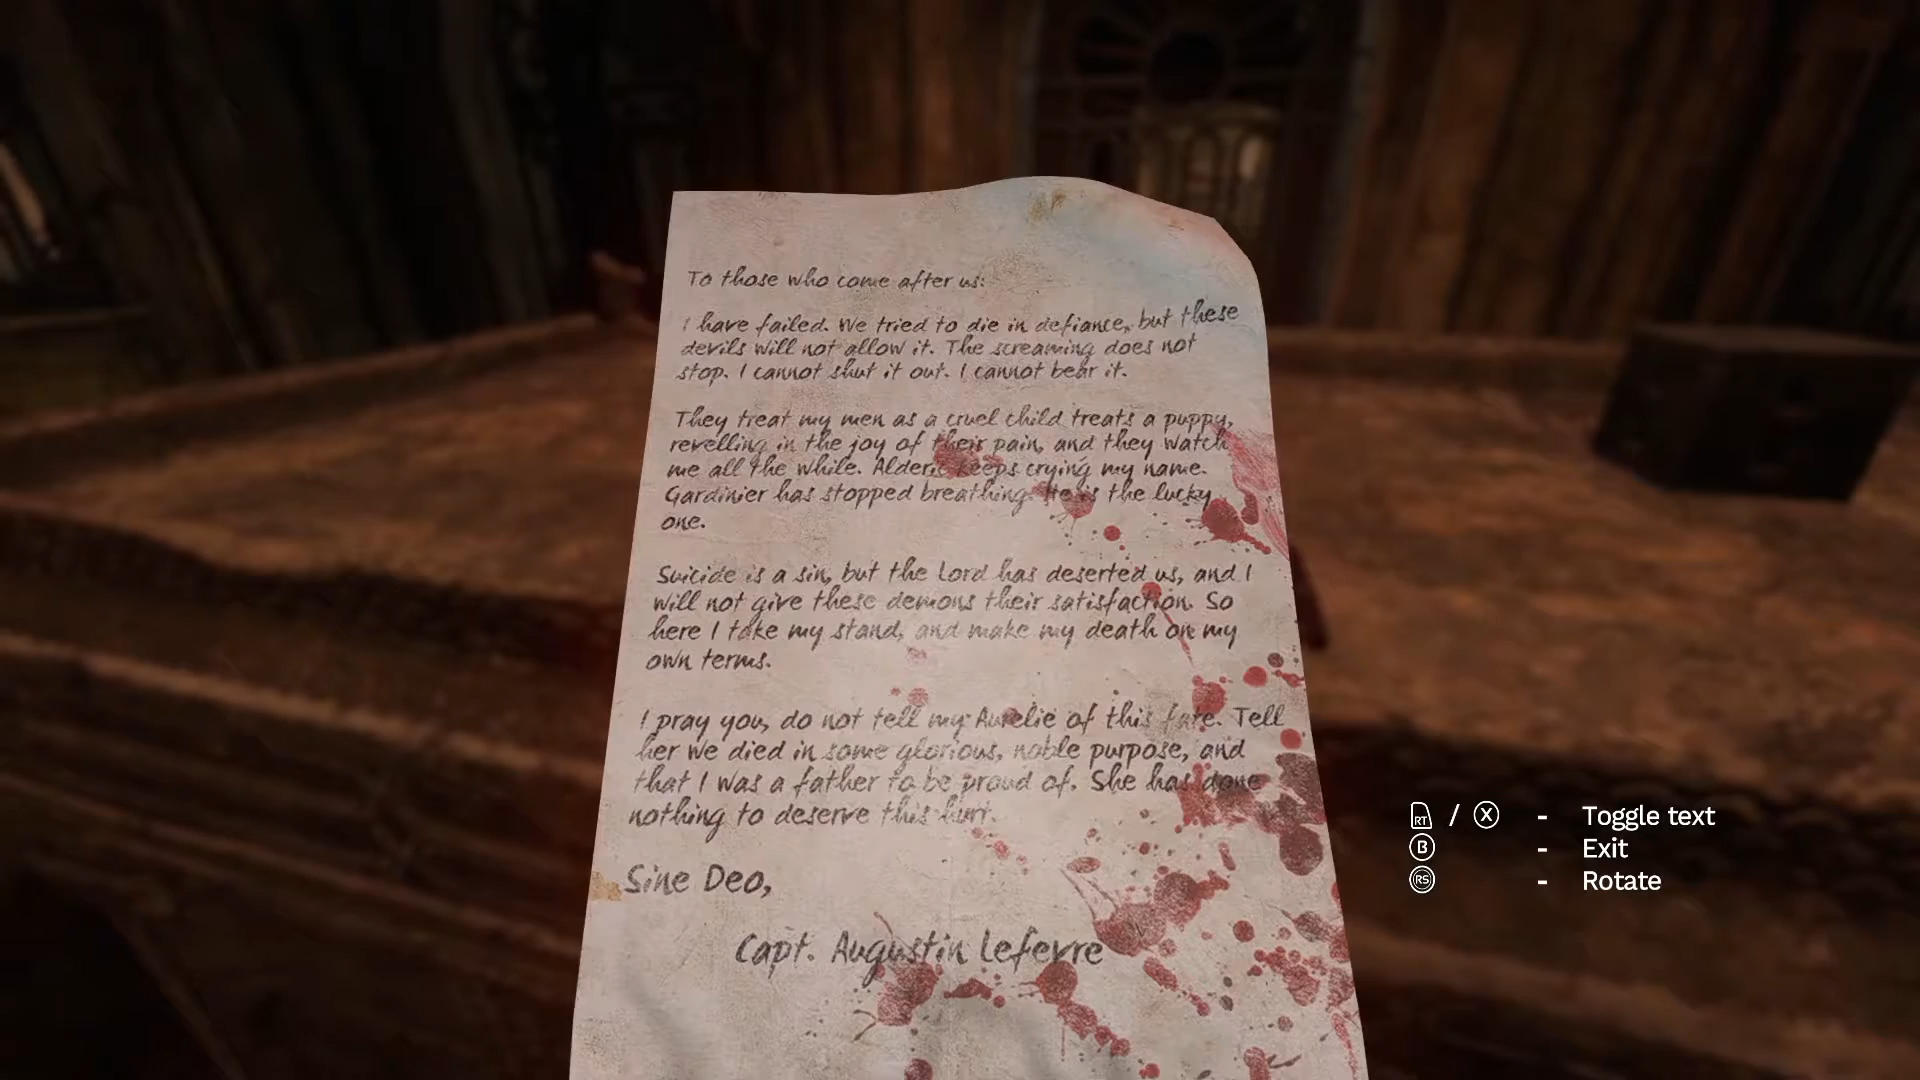 To those who come after us:
I have failed. We tried to die in defiance, but these
devils will not allow it. The screaming does not
stop. I cannot shut it out. I cannot bear it.
They treat my men as a cruel child treats a puppy,
revelling in the joy of their pain, and they watch
me all the while. Alderic keeps crying my name.
Gardinier has stopped breathing. He is the lucky
one.
Suicide is a sin, but the Lord has deserted us, and I
will not give these demons their satisfaction. So
here I take my stand, and make my death on my
own terms.
I pray you, do not tell my Aurelie of this fate. Tell
her we died in some glorious, noble purpose, and
that I was a father to be proud of. She has done
nothing to deserve this hurt.
Sine Deo,
Capt. Augustin Lefevre
RT / X - Toggle text
B - Exit
RS - Rotate